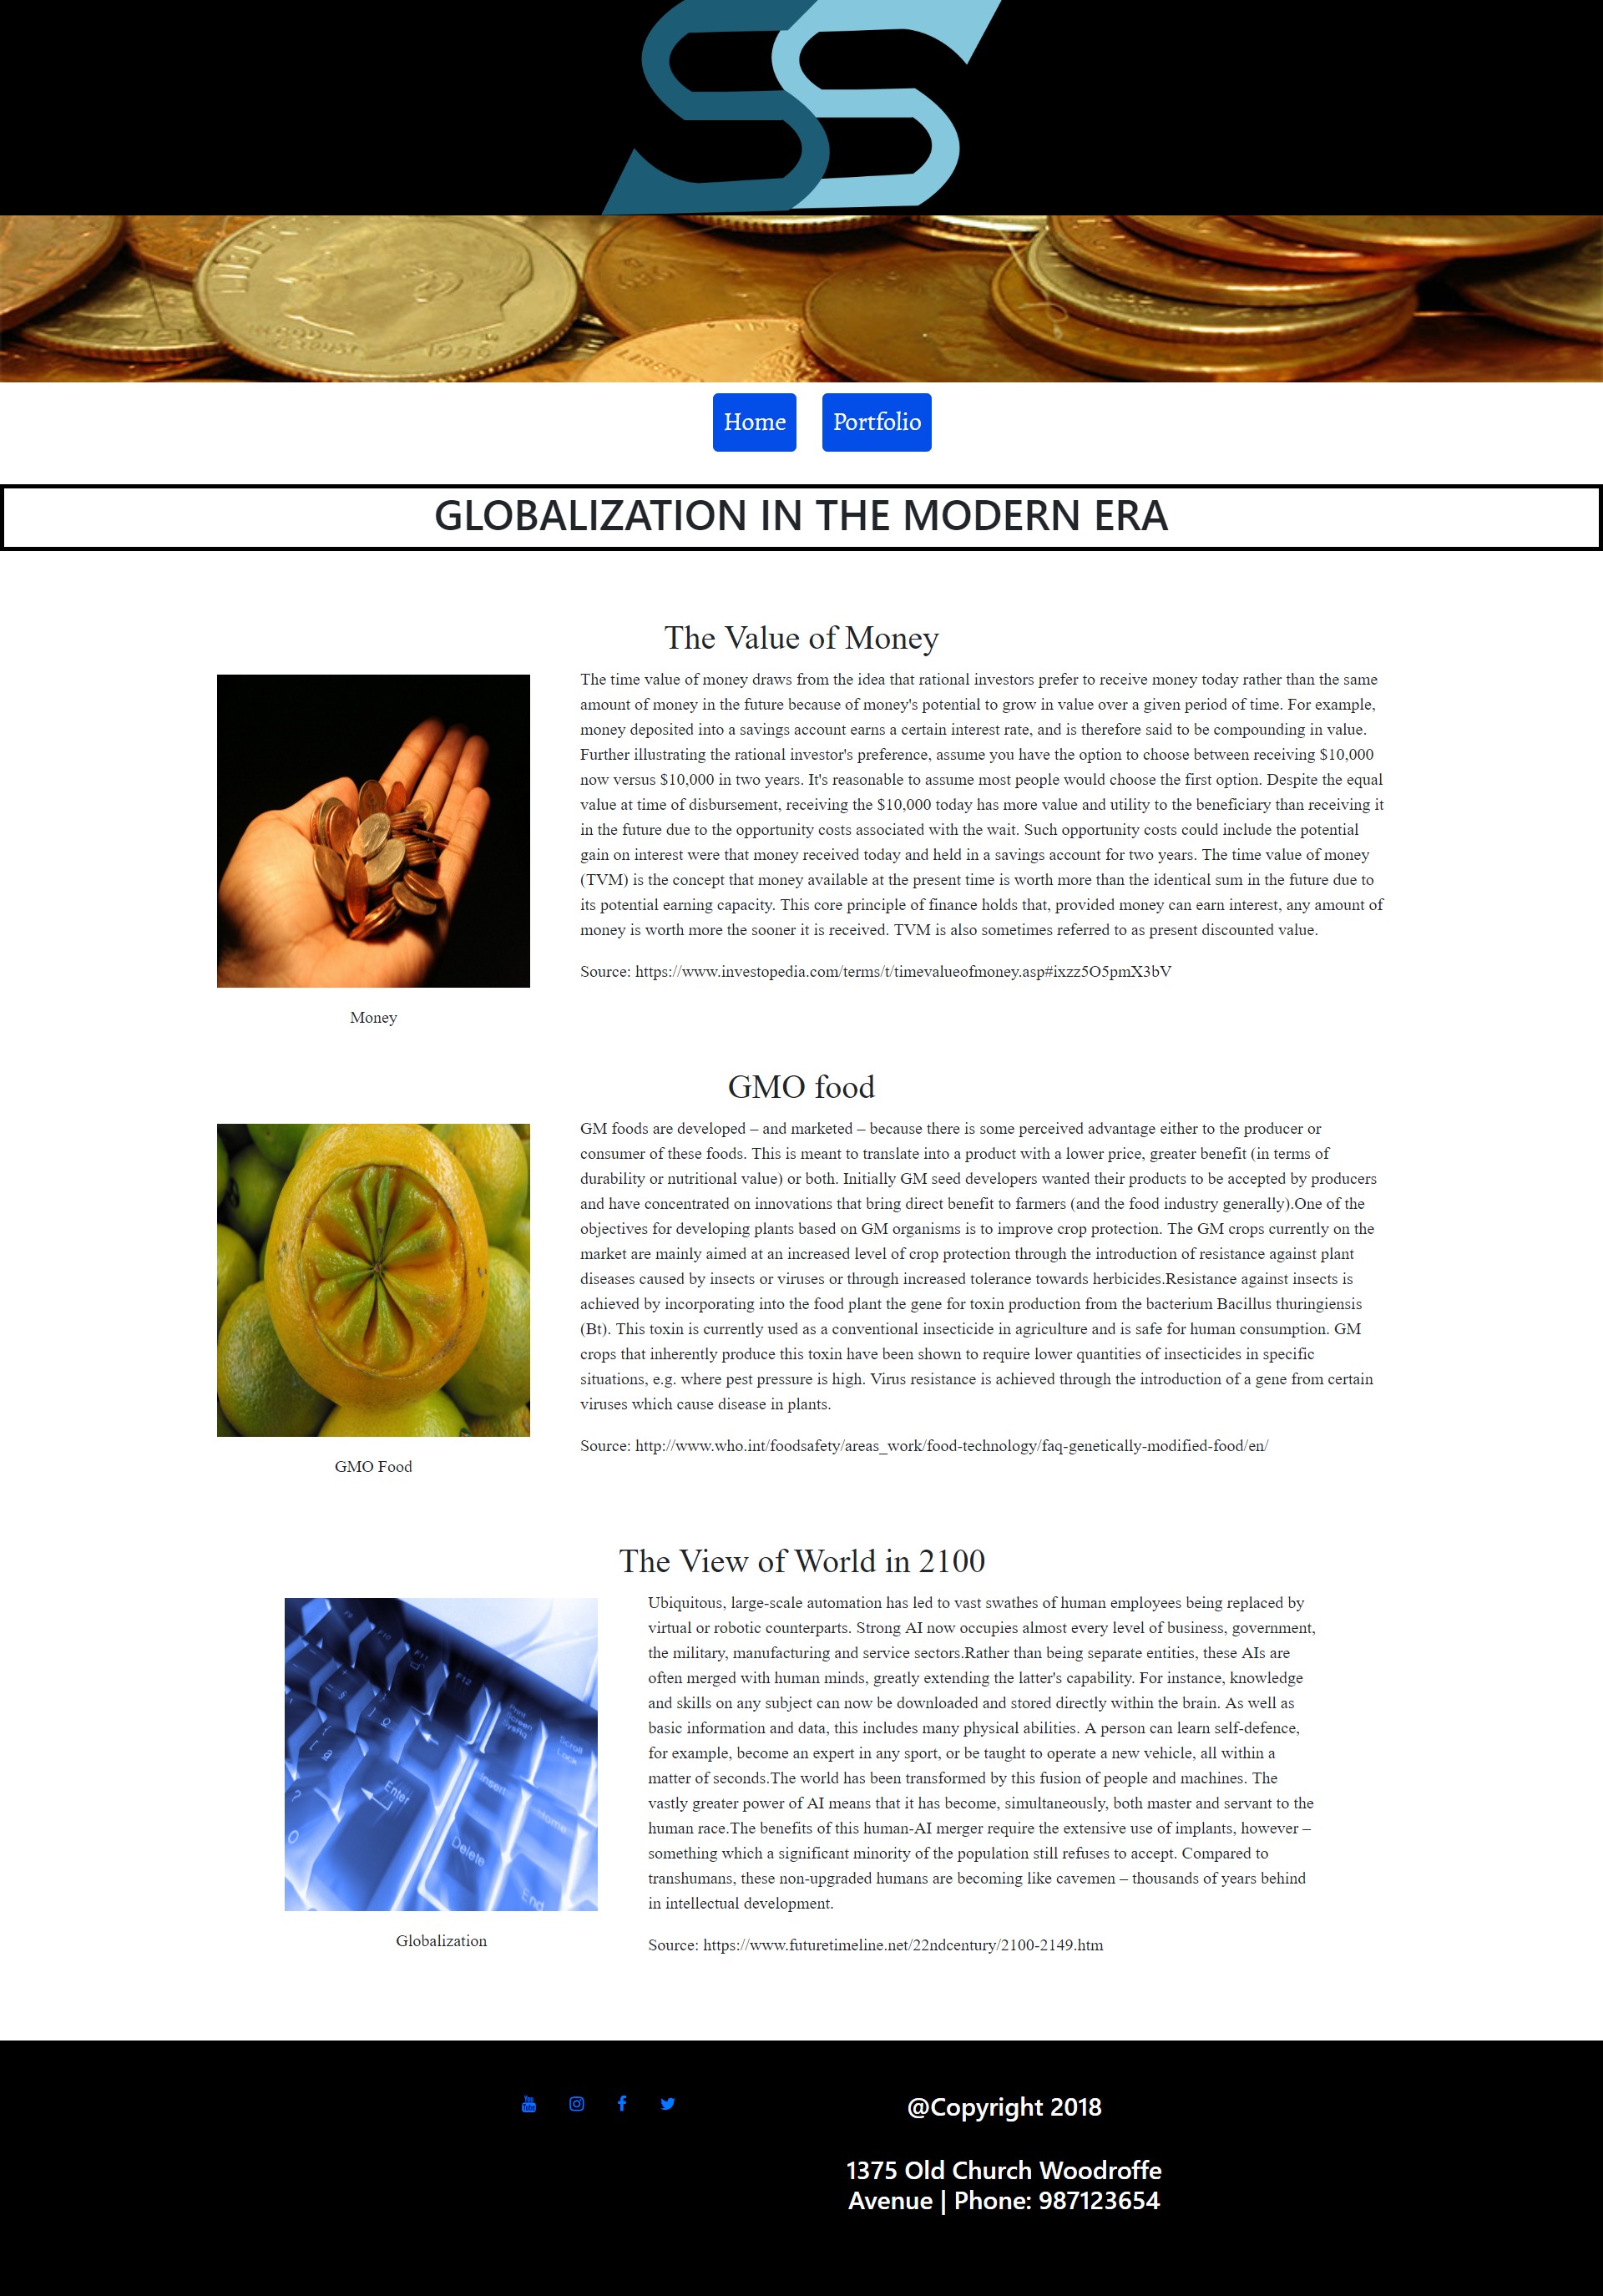 LIBER
1996
IN G
LIBERT
Home Portfolio
GLOBALIZATION IN THE MODERN ERA
The Value of Money
The time value of money draws from the idea that rational investors prefer to receive money today rather than the same
amount of money in the future because of money's potential to grow in value over a given period of time. For example,
money deposited into a savings account earns a certain interest rate, and is therefore said to be compounding in value.
Further illustrating the rational investor's preference, assume you have the option to choose between receiving $10,000
now versus $10,000 in two years. It's reasonable to assume most people would choose the first option. Despite the equal
value at time of disbursement, receiving the $10,000 today has more value and utility to the beneficiary than receiving it
in the future due to the opportunity costs associated with the wait. Such opportunity costs could include the potential
gain on interest were that money received today and held in a savings account for two years. The time value of money
(TVM) is the concept that money available at the present time is worth more than the identical sum in the future due to
its potential earning capacity. This core principle of finance holds that, provided money can earn interest, any amount of
money is worth more the sooner it is received. TVM is also sometimes referred to as present discounted value.
Source: https://www.investopedia.com/terms/t/timevalueofmoney.asp#ixzz5O5pmX3bV
Money
GMO food
GM foods are developed – and marketed – because there is some perceived advantage either to the producer or
consumer of these foods. This is meant to translate into a product with a lower price, greater benefit (in terms of
durability or nutritional value) or both. Initially GM seed developers wanted their products to be accepted by producers
and have concentrated on innovations that bring direct benefit to farmers (and the food industry generally).One of the
objectives for developing plants based on GM organisms is to improve crop protection. The GM crops currently on the
market are mainly aimed at an increased level of crop protection through the introduction of resistance against plant
diseases caused by insects or viruses or through increased tolerance towards herbicides.Resistance against insects is
achieved by incorporating into the food plant the gene for toxin production from the bacterium Bacillus thuringiensis
(Bt). This toxin is currently used as a conventional insecticide in agriculture and is safe for human consumption. GM
crops that inherently produce this toxin have been shown to require lower quantities of insecticides in specific
situations, e.g. where pest pressure is high. Virus resistance is achieved through the introduction of a gene from certain
viruses which cause disease in plants.
Source: http://www.who.int/foodsafety/areas_work/food-technology/faq-genetically-modified-food/en/
GMO Food
The View of World in 2100
Ubiquitous, large-scale automation has led to vast swathes of human employees being replaced by
virtual or robotic counterparts. Strong AI now occupies almost every level of business, government,
the military, manufacturing and service sectors.Rather than being separate entities, these AIs are
often merged with human minds, greatly extending the latter's capability. For instance, knowledge
and skills on any subject can now be downloaded and stored directly within the brain. As well as
basic information and data, this includes many physical abilities. A person can learn self-defence,
for example, become an expert in any sport, or be taught to operate a new vehicle, all within a
matter of seconds.The world has been transformed by this fusion of people and machines. The
vastly greater power of AI means that it has become, simultaneously, both master and servant to the
human race.The benefits of this human-AI merger require the extensive use of implants, however –
something which a significant minority of the population still refuses to accept. Compared to
transhumans, these non-upgraded humans are becoming like cavemen – thousands of years behind
in intellectual development.
Source: https://www.futuretimeline.net/22ndcentury/2100-2149.htm
F9
F10
F11
F12
Print
Screen
SysRq
Scroll
Lock
Enter
Insert
Home
Delete
End
Globalization
You
Tube
@Copyright 2018
1375 Old Church Woodroffe
Avenue | Phone: 987123654